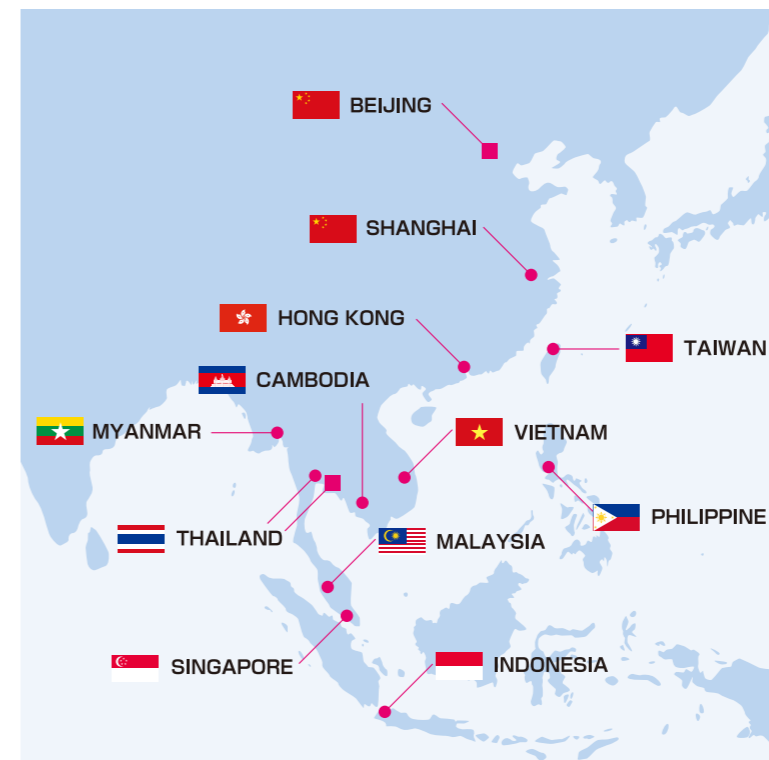 BEIJING
SHANGHAI
HONG KONG
TAIWAN
CAMBODIA
MYANMAR
VIETNAM
PHILIPPINE
THAILAND
MALAYSIA
SINGAPORE
INDONESIA